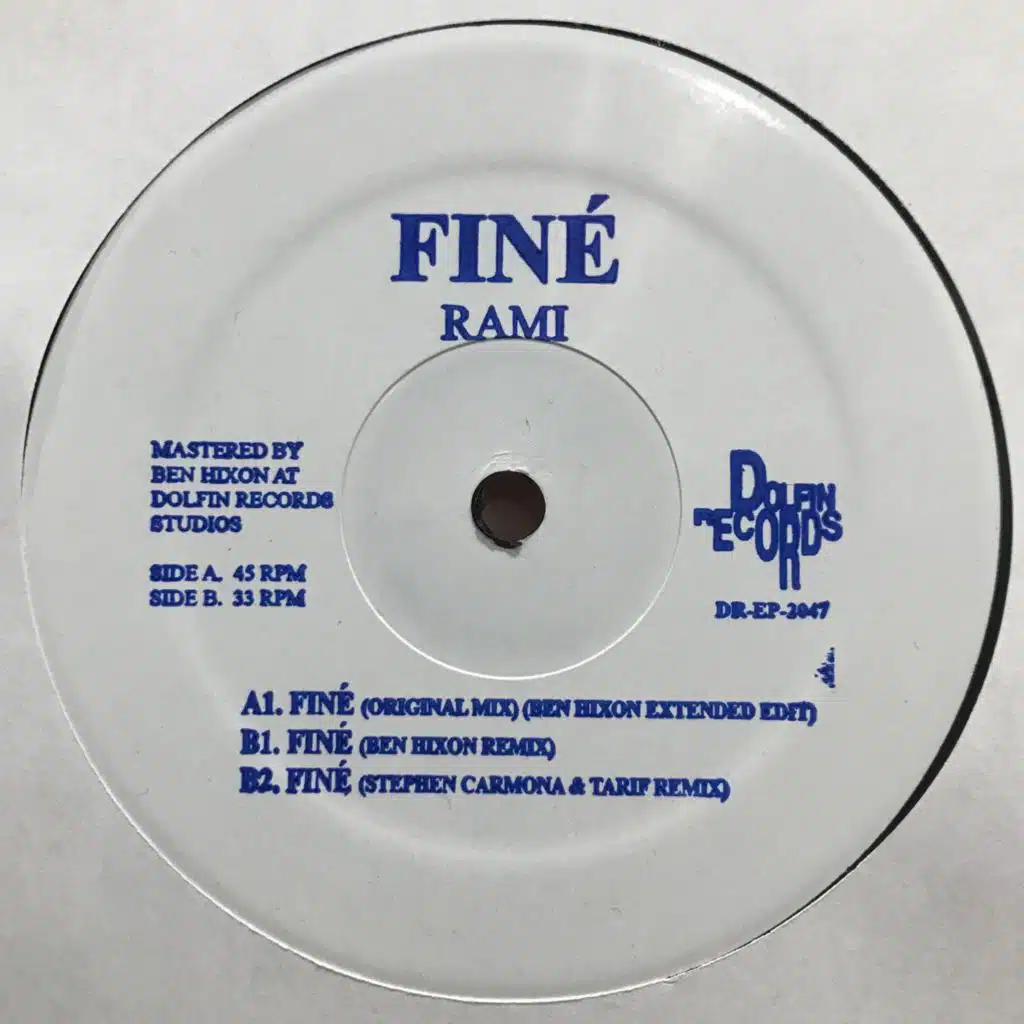 FINÉ
RAMI
MASTERED BY
BEN HIXON AT
DOLFIN RECORDS
STUDIOS
SIDE A. 45 RPM
SIDE B. 33 RPM
DOLFIN
RECORDS
DR-EP-2047
A1. FINÉ (ORIGINAL MIX) (BEN HIXON EXTENDED EDIT)
B1. FINÉ (BEN HIXON REMIX)
B2. FINÉ (STEPHEN CARMONA & TARIF REMIX)